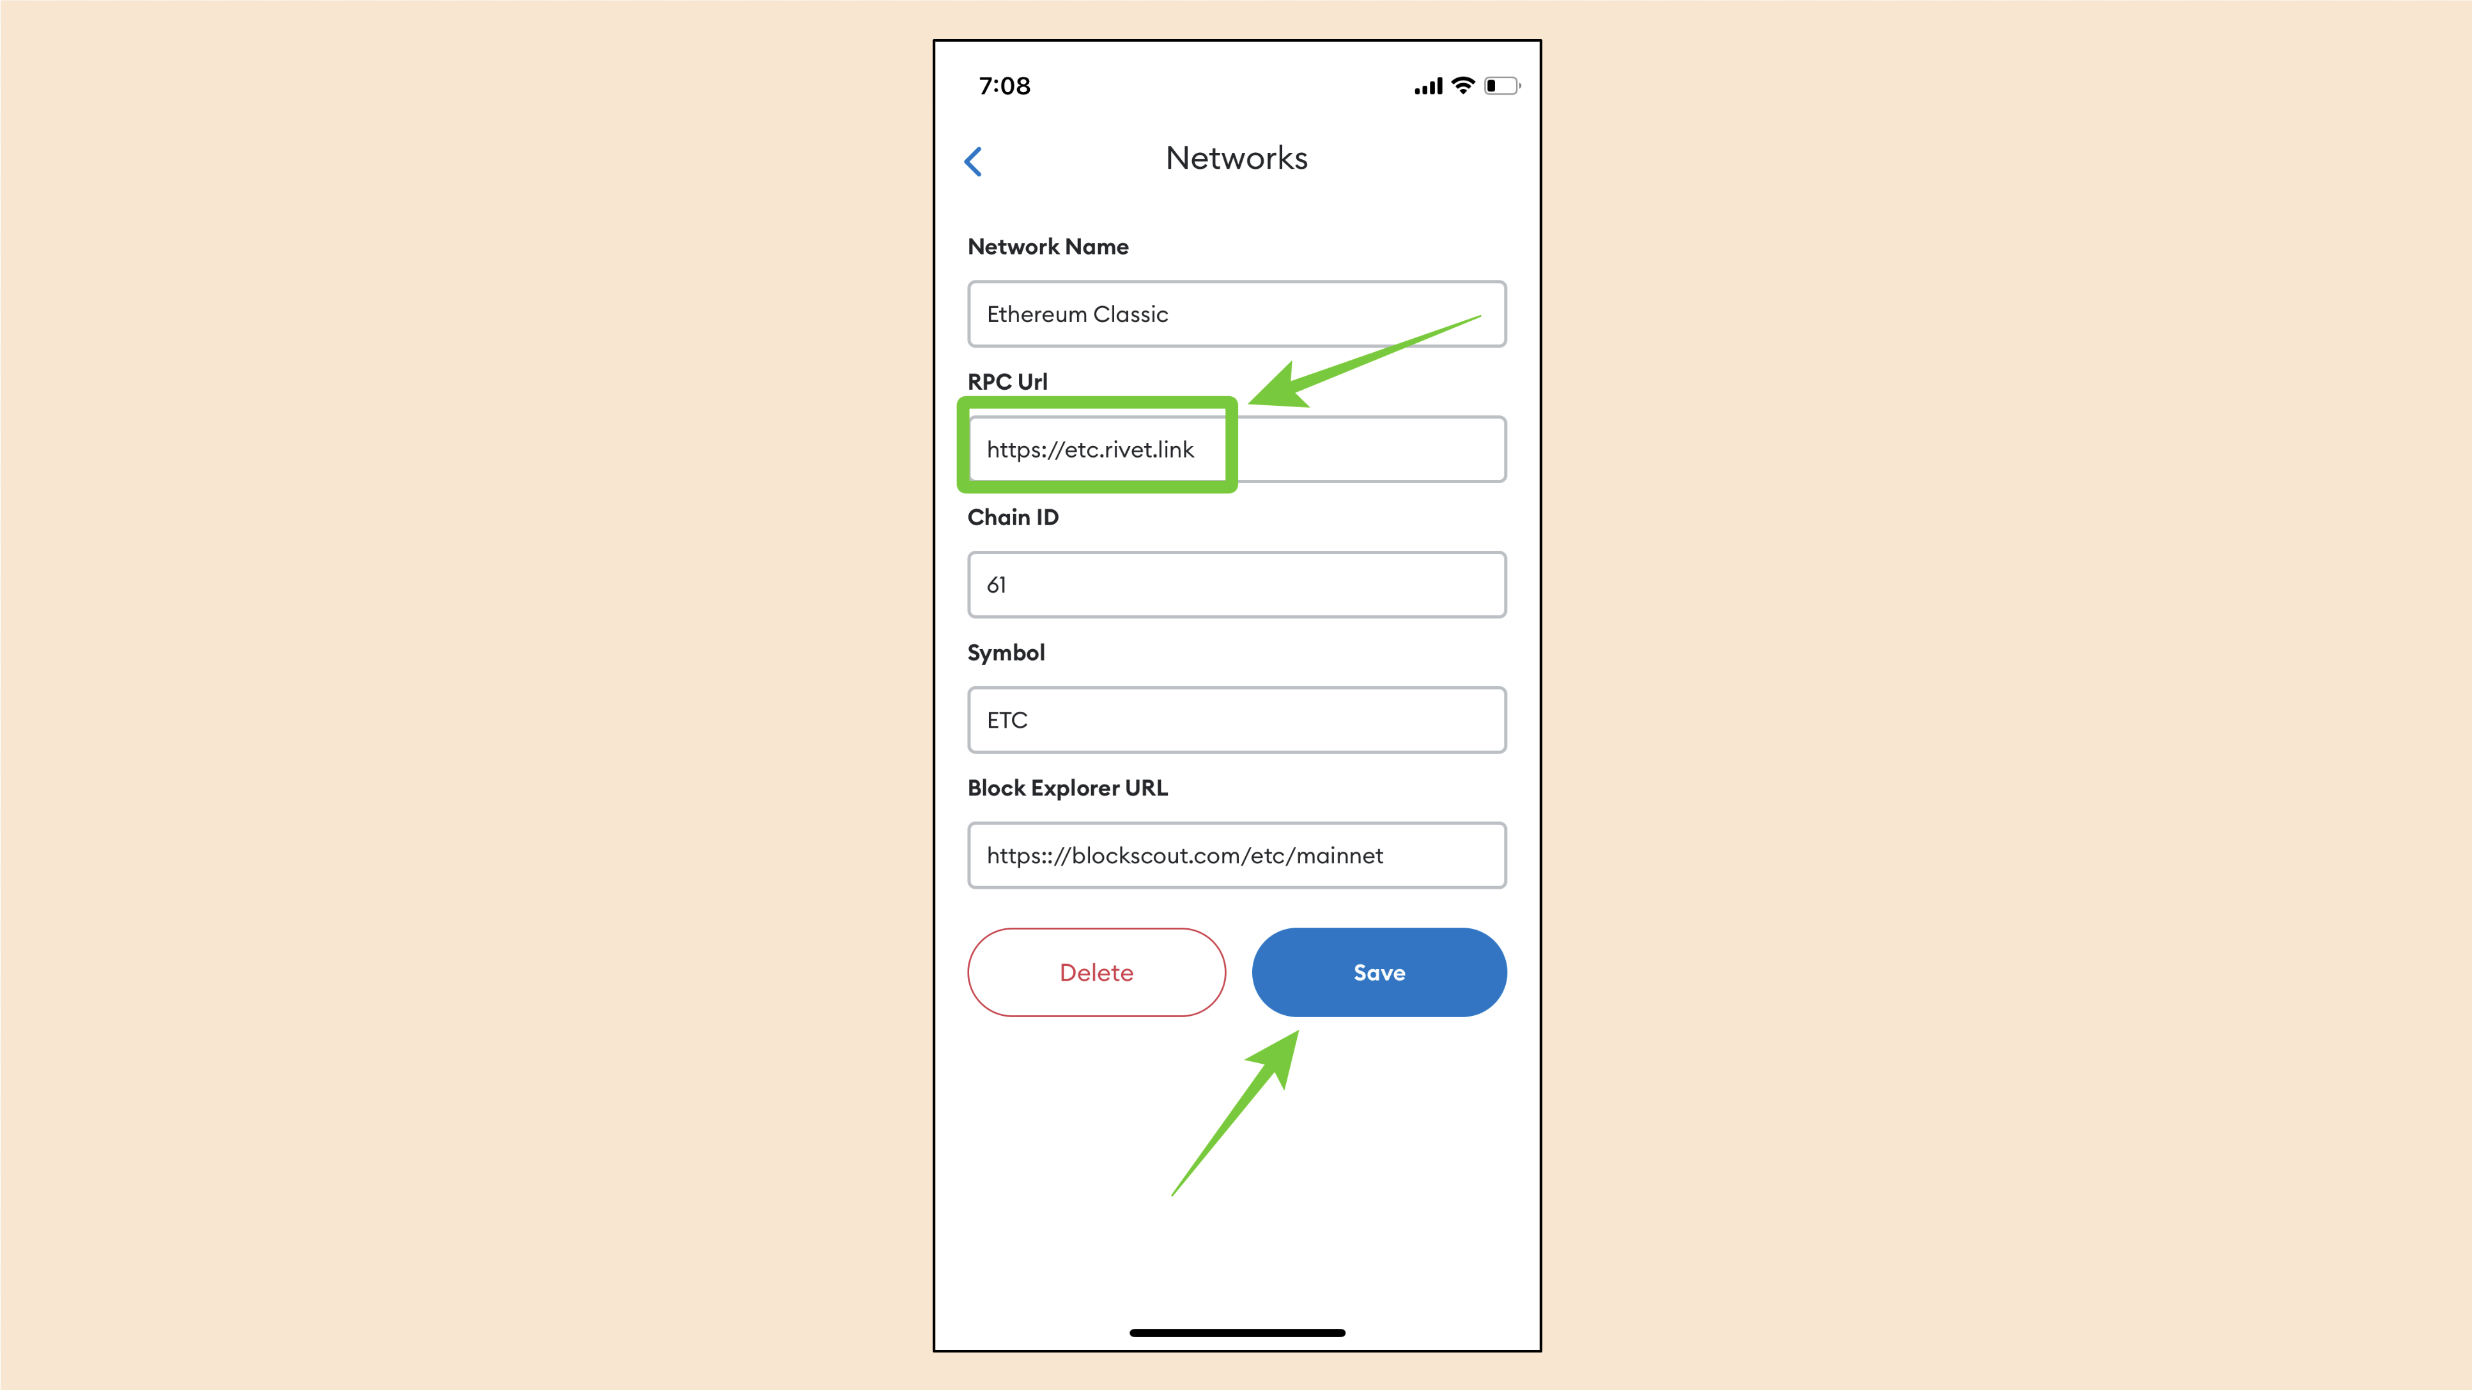 7:08
Networks
Network Name
Ethereum Classic
RPC Url
https://etc.rivet.link
Chain ID
61
Symbol
ETC
Block Explorer URL
https:://blockscout.com/etc/mainnet
Delete
Save